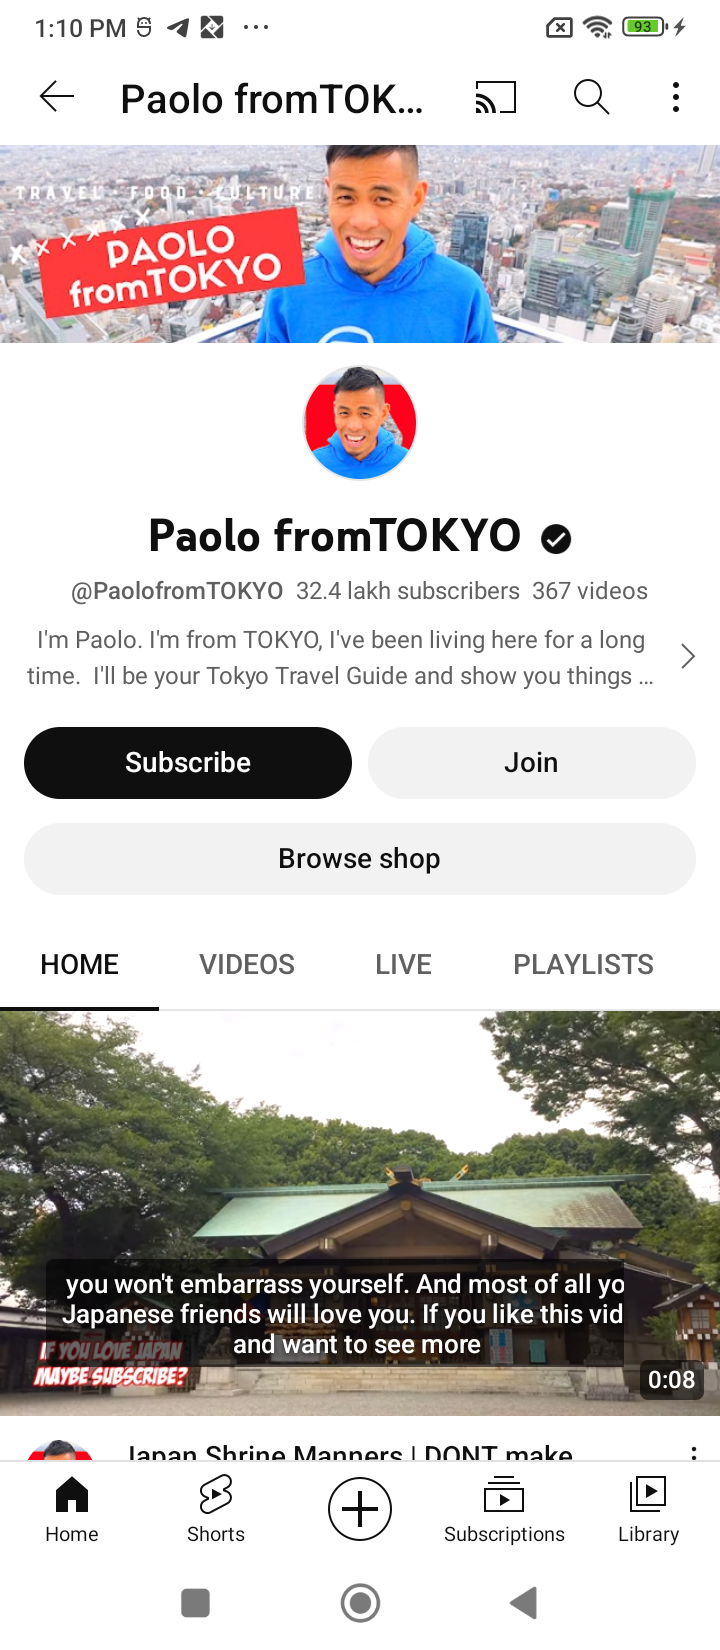 1:10 PM
93
Paolo fromTOK...
TRAVEL · FOOD · CULTURE
PAOLO
fromTOKYO
Paolo fromTOKYO
@PaolofromTOKYO 32.4 lakh subscribers 367 videos
I'm Paolo. I'm from TOKYO, I've been living here for a long
time. I'll be your Tokyo Travel Guide and show you things ...
Subscribe
Join
Browse shop
HOME
VIDEOS
LIVE
PLAYLISTS
you won't embarrass yourself. And most of all yo
Japanese friends will love you. If you like this vid
and want to see more
IF YOU LOVE JAPAN
MAYBE SUBSCRIBE?
0:08
Japan Shrine Manners | DONT make
Home
Shorts
Subscriptions
Library